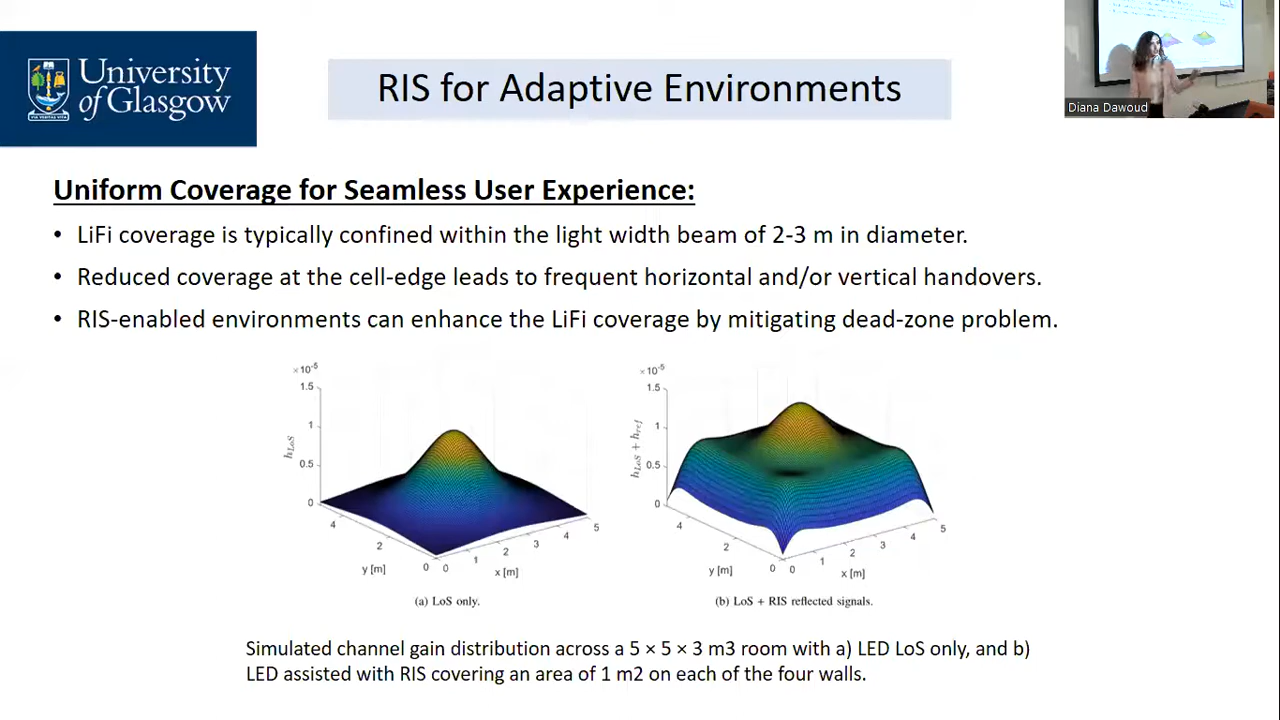 University
of Glasgow
VIA VERITAS VITA
RIS for Adaptive Environments
Diana Dawoud
Uniform Coverage for Seamless User Experience:
• LiFi coverage is typically confined within the light width beam of 2-3 m in diameter.
• Reduced coverage at the cell-edge leads to frequent horizontal and/or vertical handovers.
• RIS-enabled environments can enhance the LiFi coverage by mitigating dead-zone problem.
×10⁻⁵
1.5
1
0.5
0
h_LoS
4
2
0
y [m]
0
1
2
3
4
5
x [m]
(a) LoS only.
×10⁻⁵
1.5
1
0.5
0
h_LoS + h_ref
4
2
0
y [m]
0
1
2
3
4
5
x [m]
(b) LoS + RIS reflected signals.
Simulated channel gain distribution across a 5 × 5 × 3 m3 room with a) LED LoS only, and b)
LED assisted with RIS covering an area of 1 m2 on each of the four walls.